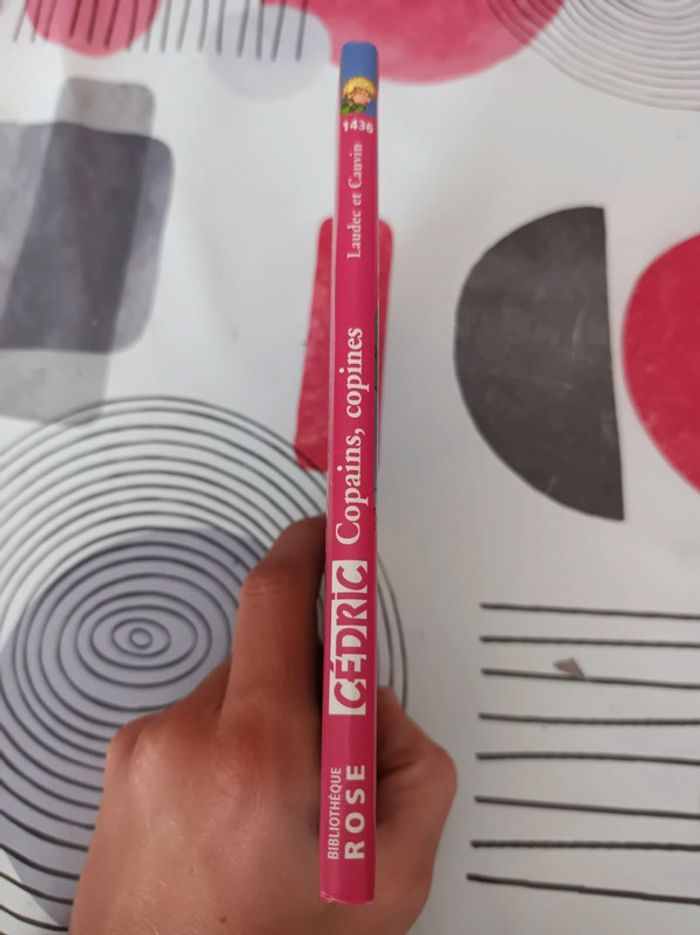 BIBLIOTHÈQUE
ROSE
CÉDRIC
Copains, copines
Laudec et Cauvin
1436